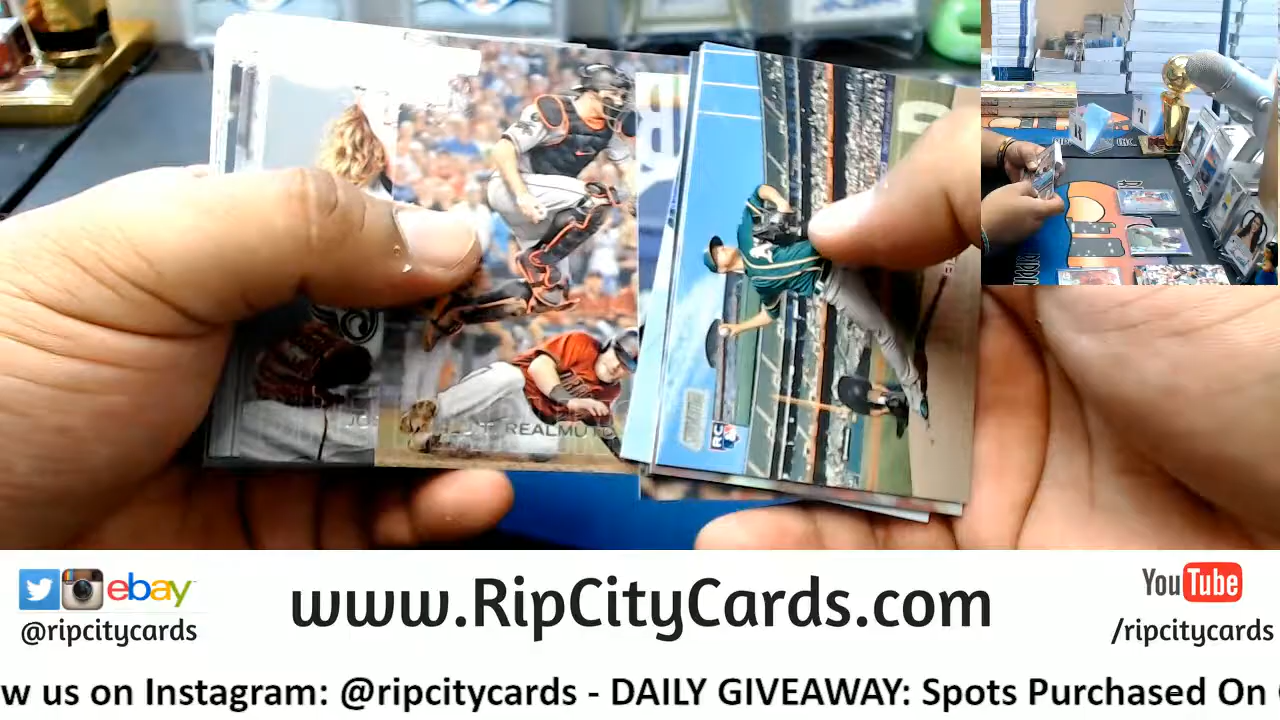 J.T. REALMUTO
RC
ebay
@ripcitycards
www.RipCityCards.com
YouTube
/ripcitycards
w us on Instagram: @ripcitycards - DAILY GIVEAWAY: Spots Purchased On